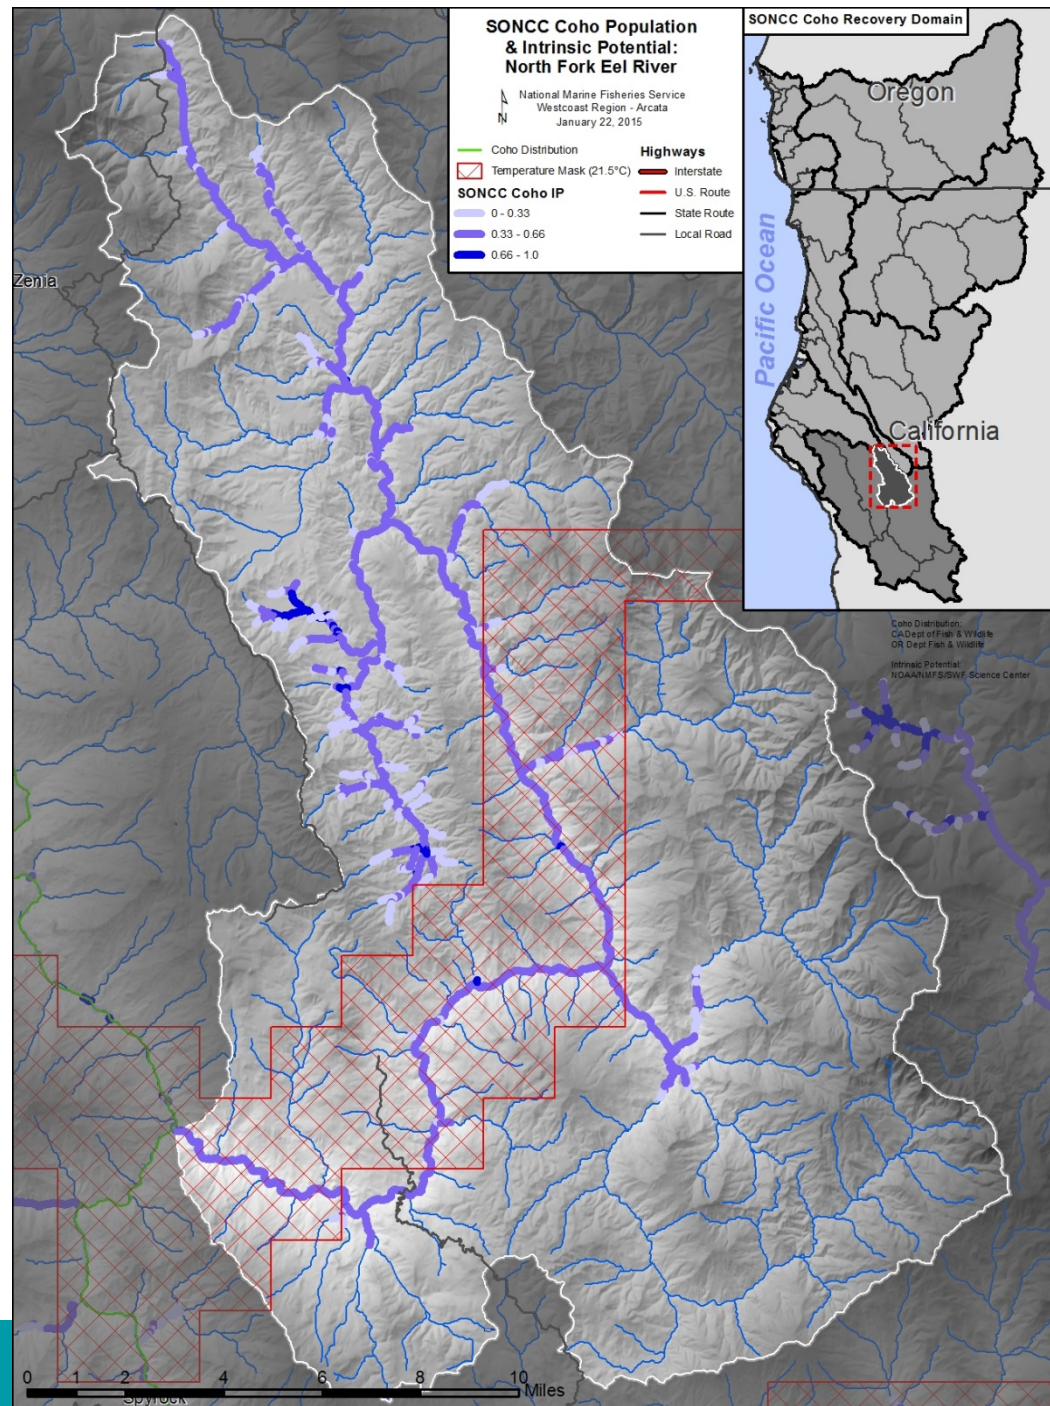 SONCC Coho Population
& Intrinsic Potential:
North Fork Eel River
N
National Marine Fisheries Service
Westcoast Region - Arcata
January 22, 2015
Coho Distribution
Temperature Mask (21.5°C)
SONCC Coho IP
0 - 0.33
0.33 - 0.66
0.66 - 1.0
Highways
Interstate
U.S. Route
State Route
Local Road
SONCC Coho Recovery Domain
Oregon
Pacific Ocean
California
Zenia
Coho Distribution:
CA Dept of Fish & Wildlife
OR Dept Fish & Wildlife
Intrinsic Potential:
NOAA/NMFS/SWF Science Center
0 2 4 6 8 10
Miles
Spyrock